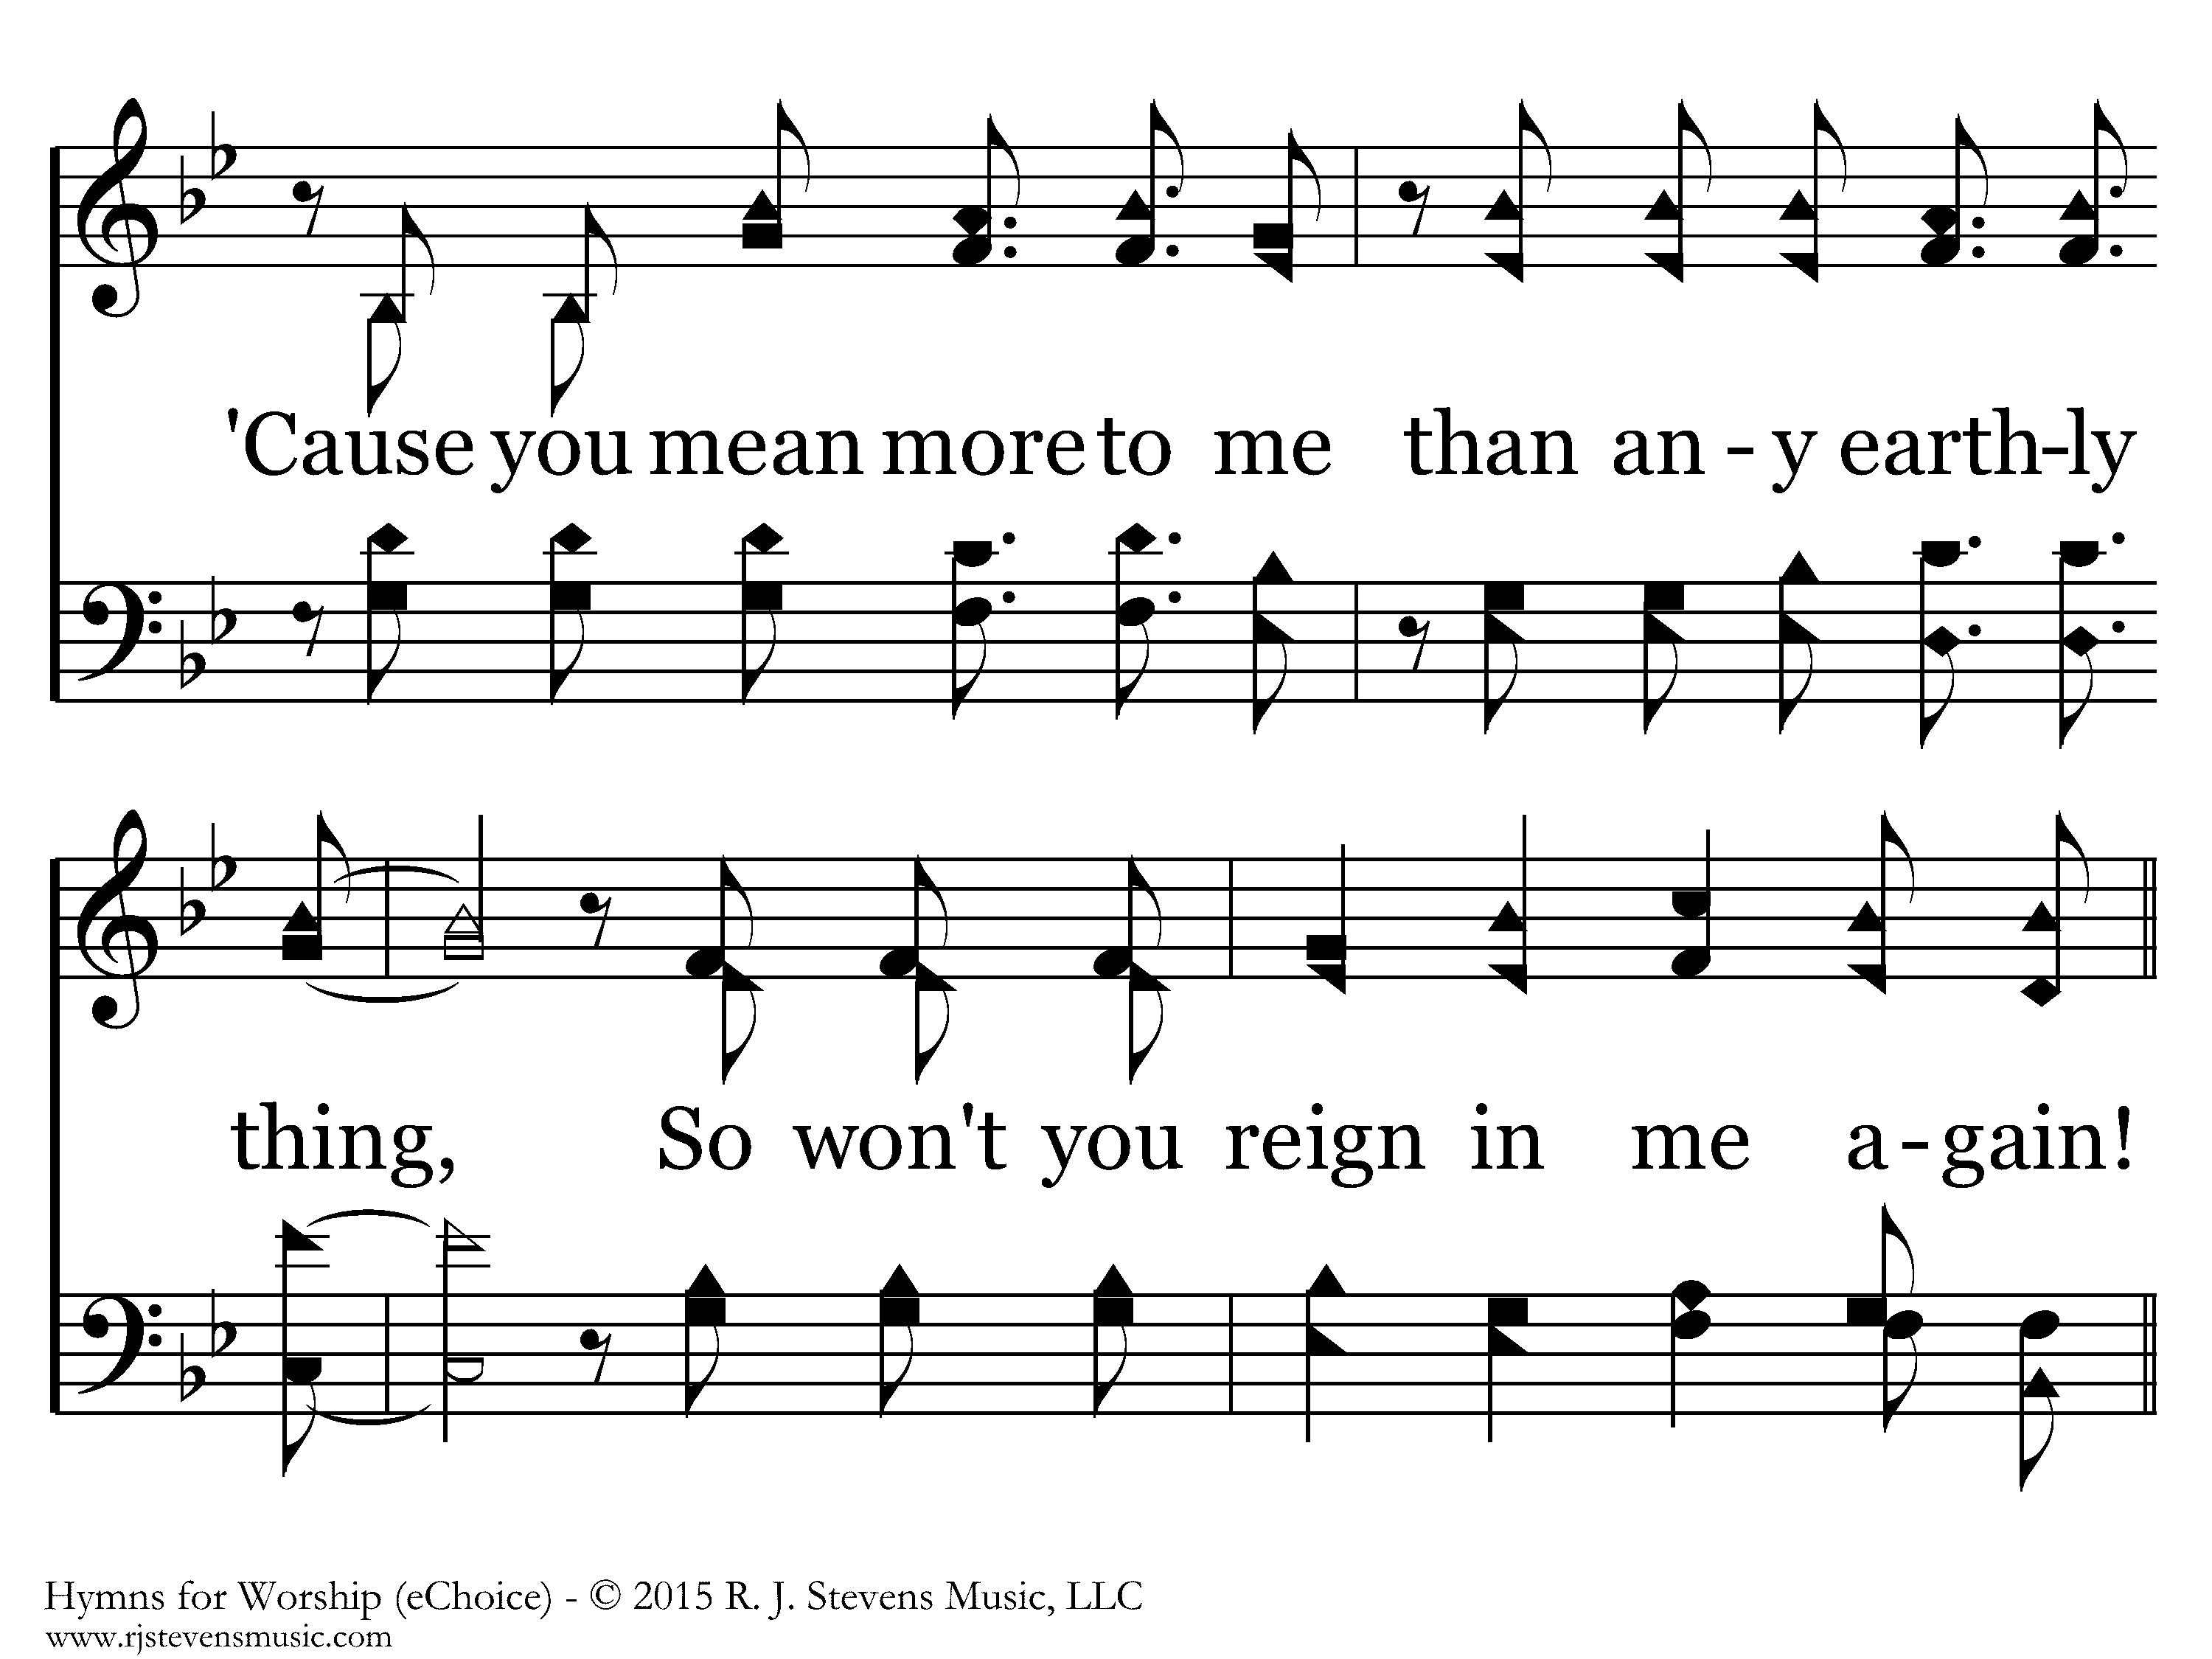 'Cause you mean more to me than an - y earth-ly
thing, So won't you reign in me a - gain!
Hymns for Worship (eChoice) - © 2015 R. J. Stevens Music, LLC
www.rjstevensmusic.com